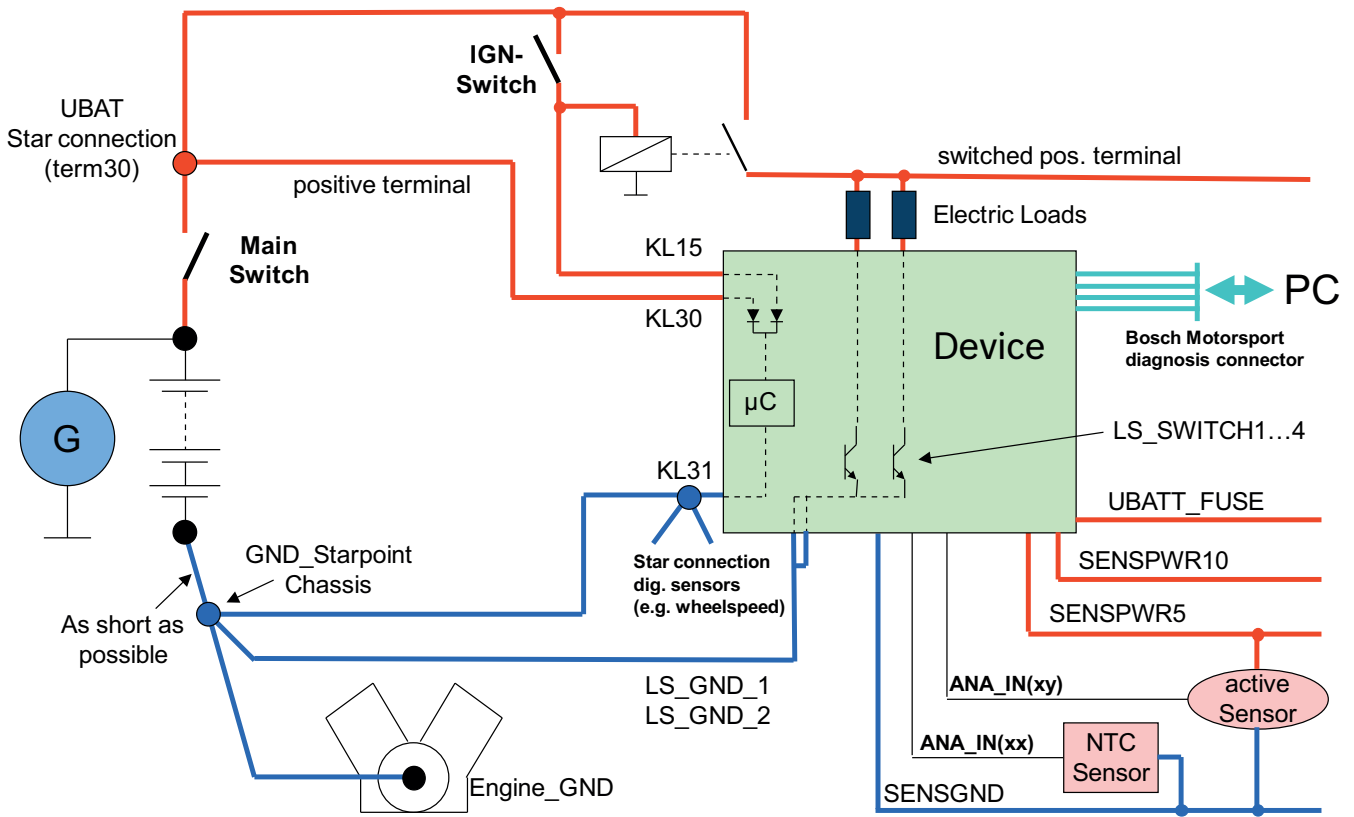 IGN-
Switch
UBAT
Star connection
(term30)
positive terminal
switched pos. terminal
Electric Loads
Main
Switch
KL15
KL30
Device
PC
Bosch Motorsport
diagnosis connector
G
µC
LS_SWITCH1…4
KL31
UBATT_FUSE
GND_Starpoint
Chassis
Star connection
dig. sensors
(e.g. wheelspeed)
SENSPWR10
As short as
possible
SENSPWR5
LS_GND_1
LS_GND_2
ANA_IN(xy)
active
Sensor
ANA_IN(xx)
NTC
Sensor
Engine_GND
SENSGND